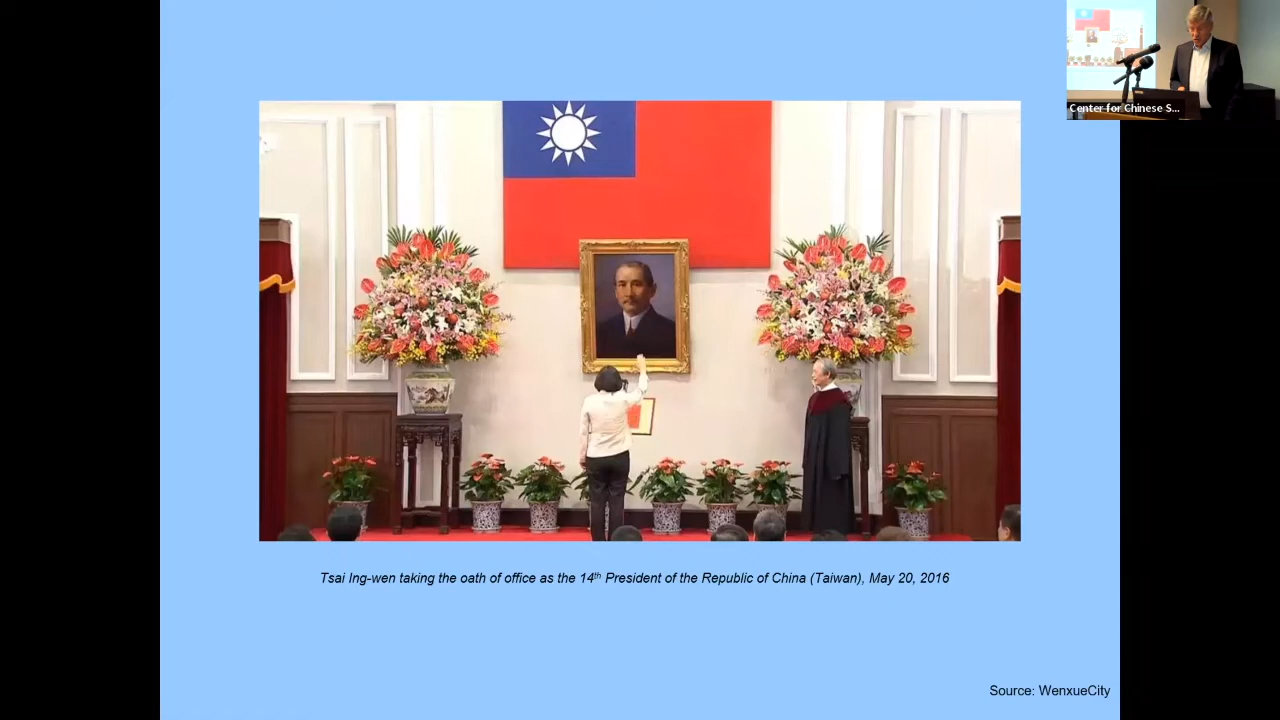 Center for Chinese S...
Tsai Ing-wen taking the oath of office as the 14th President of the Republic of China (Taiwan), May 20, 2016
Source: WenxueCity